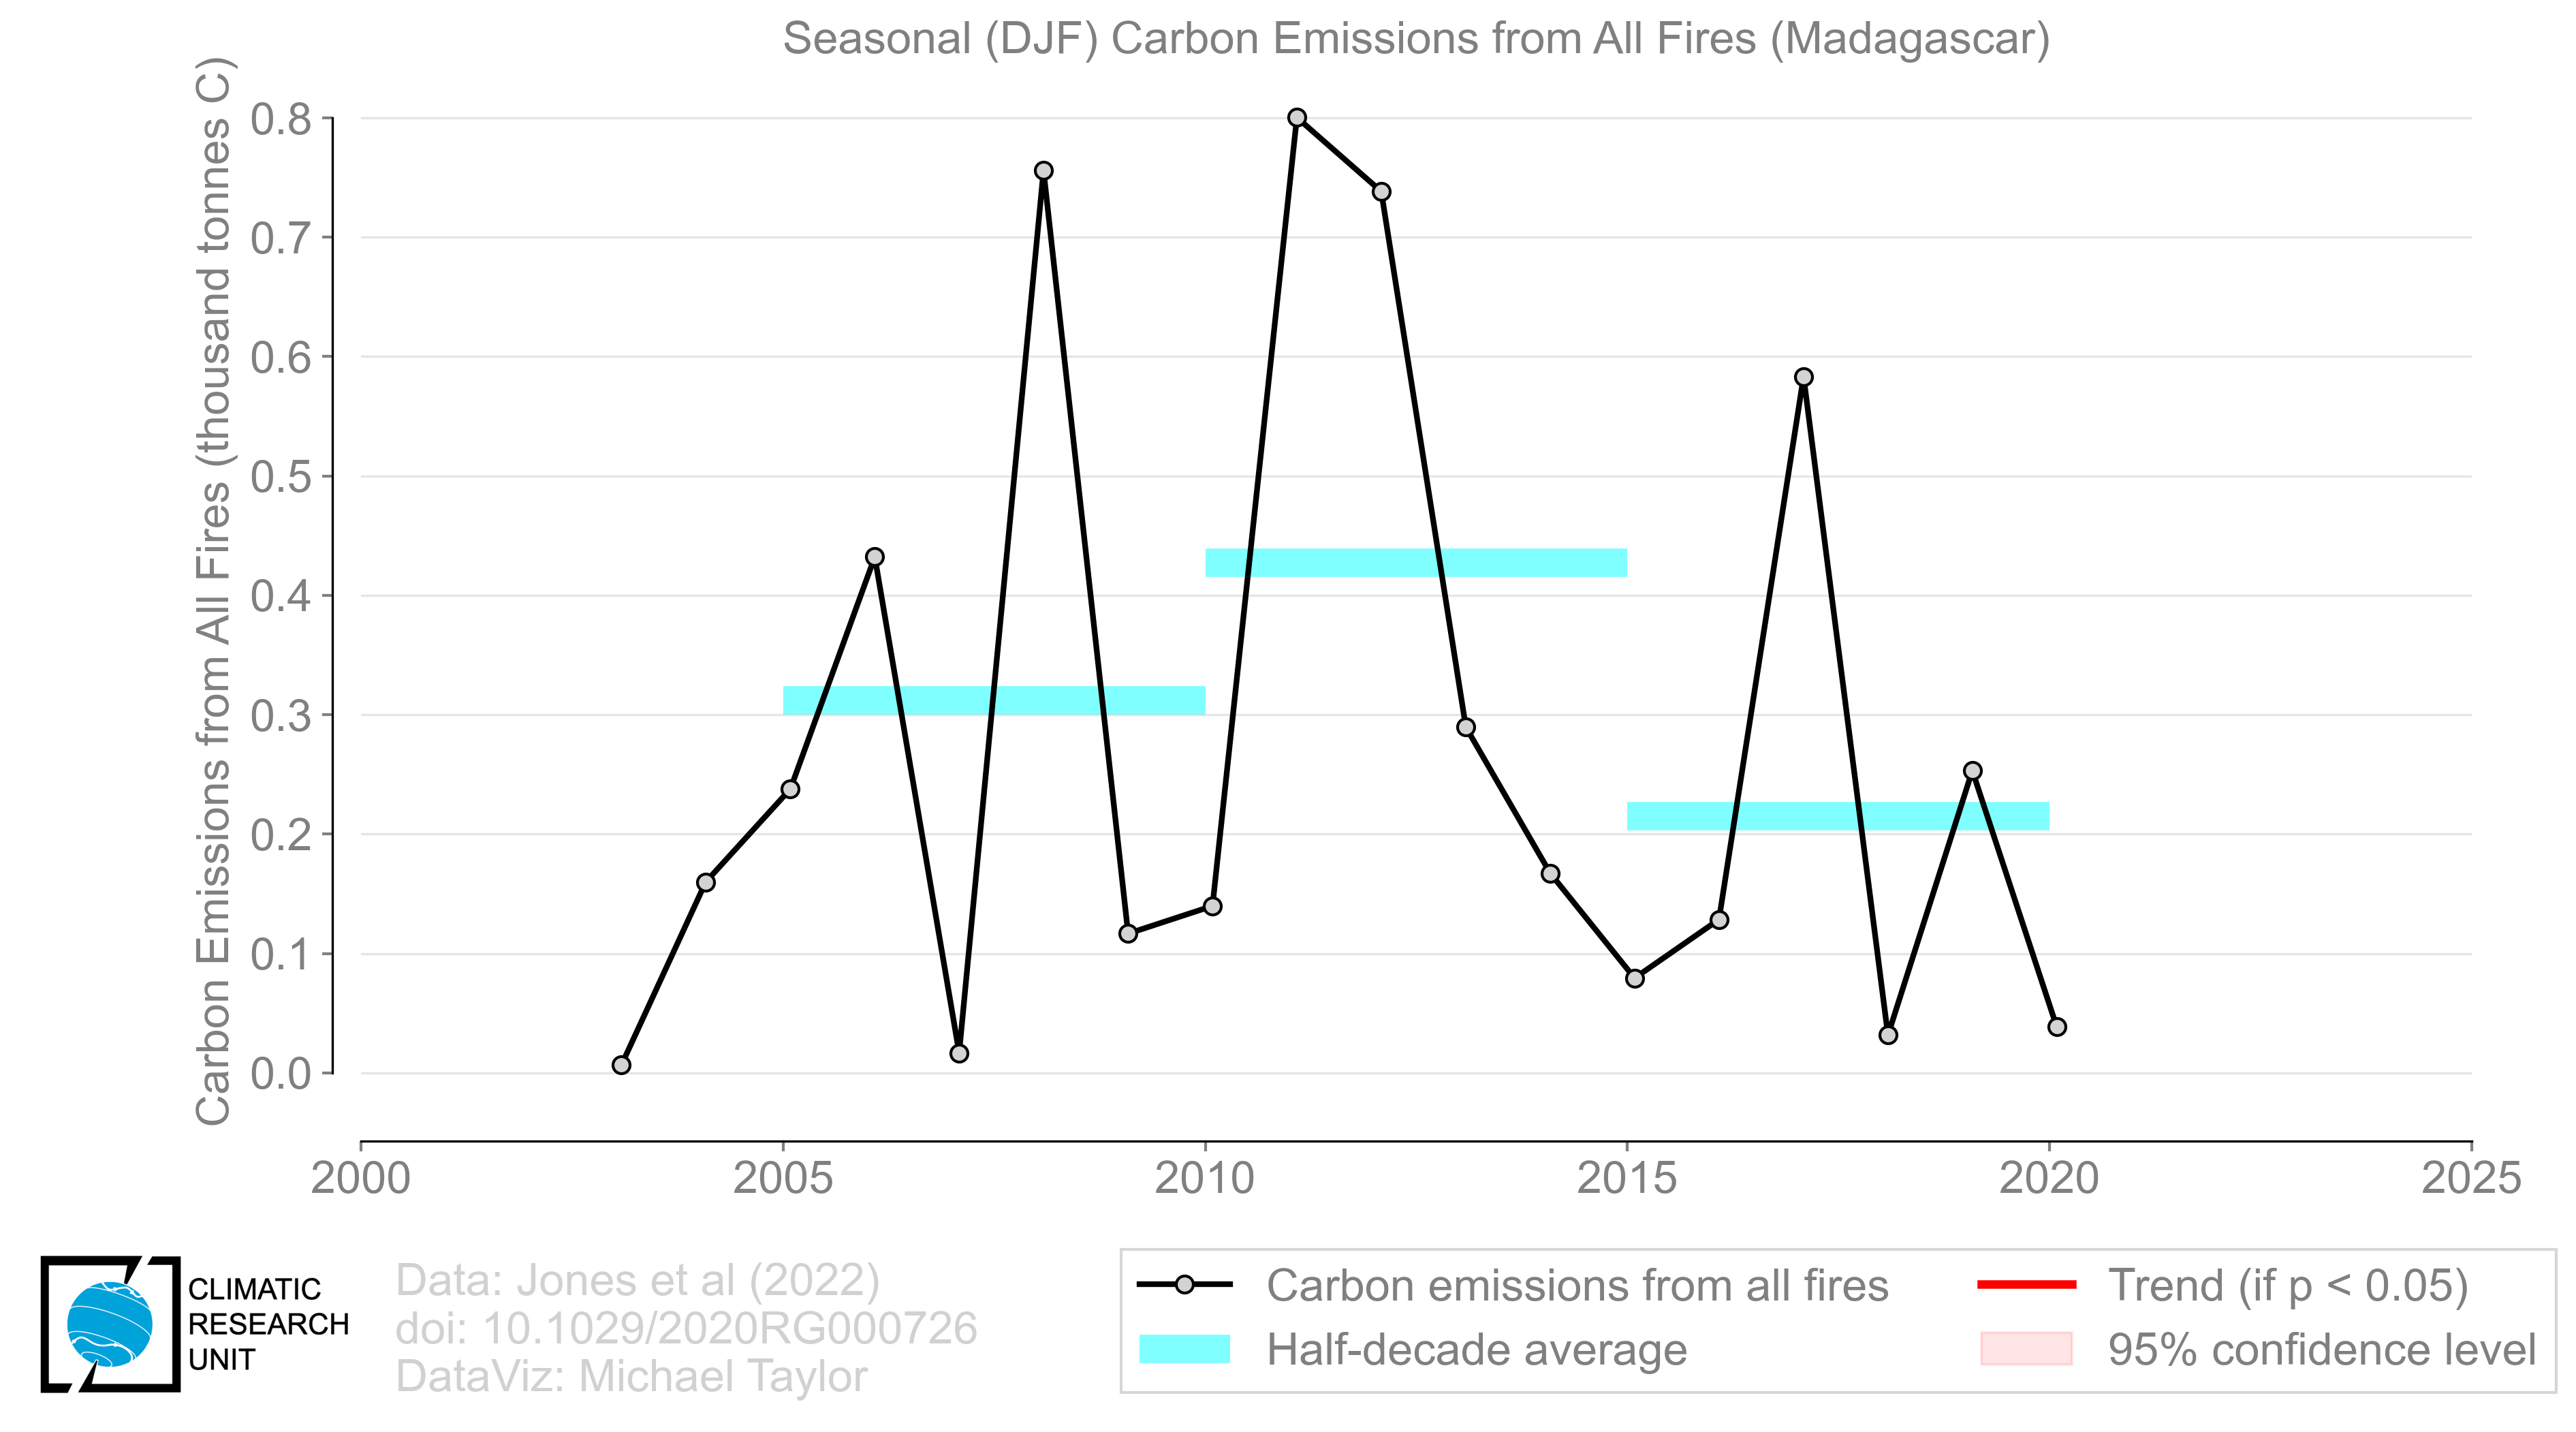 Seasonal (DJF) Carbon Emissions from All Fires (Madagascar)
Carbon Emissions from All Fires (thousand tonnes C)
0.8
0.7
0.6
0.5
0.4
0.3
0.2
0.1
0.0
2000 2005 2010 2015 2020 2025
CLIMATIC
RESEARCH
UNIT
Data: Jones et al (2022)
doi: 10.1029/2020RG000726
DataViz: Michael Taylor
Carbon emissions from all fires
Half-decade average
Trend (if p < 0.05)
95% confidence level